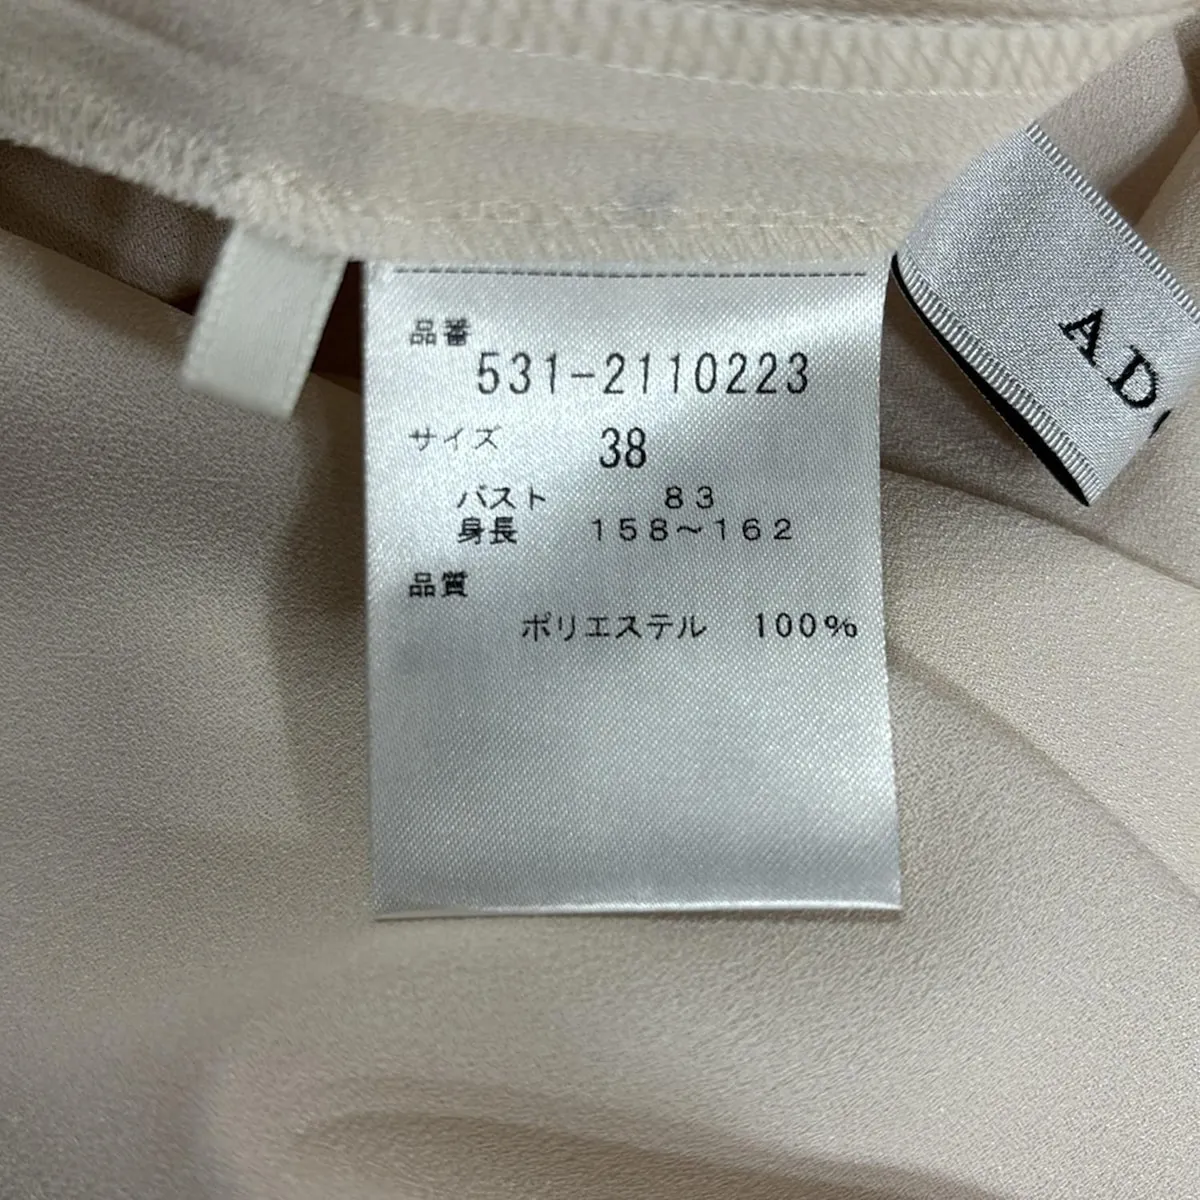 品番
531-2110223
サイズ 38
バスト 83
身長 158～162
品質
ポリエステル 100%
AD